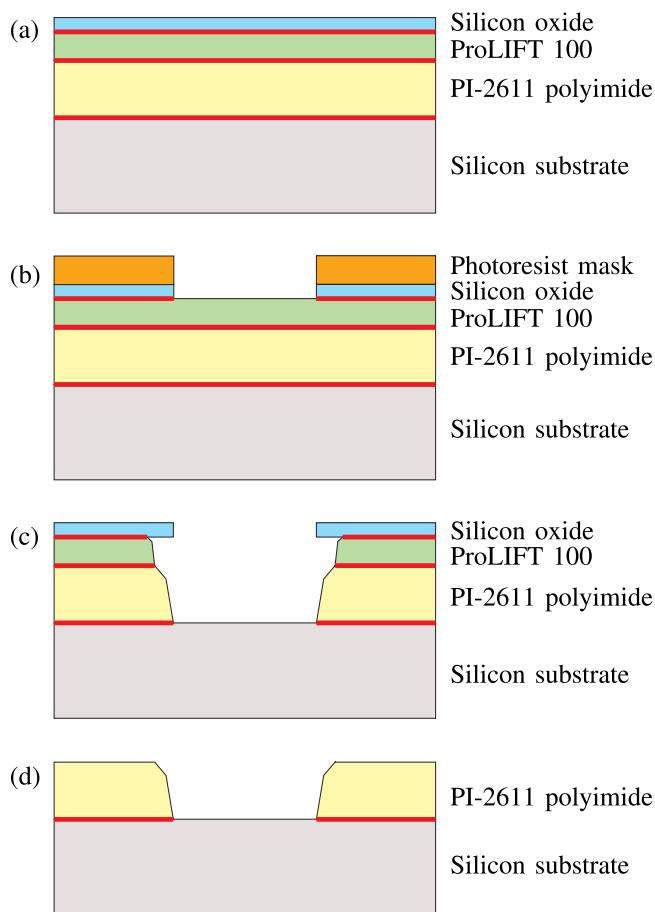 (a)
Silicon oxide
ProLIFT 100
PI-2611 polyimide
Silicon substrate
(b)
Photoresist mask
Silicon oxide
ProLIFT 100
PI-2611 polyimide
Silicon substrate
(c)
Silicon oxide
ProLIFT 100
PI-2611 polyimide
Silicon substrate
(d)
PI-2611 polyimide
Silicon substrate